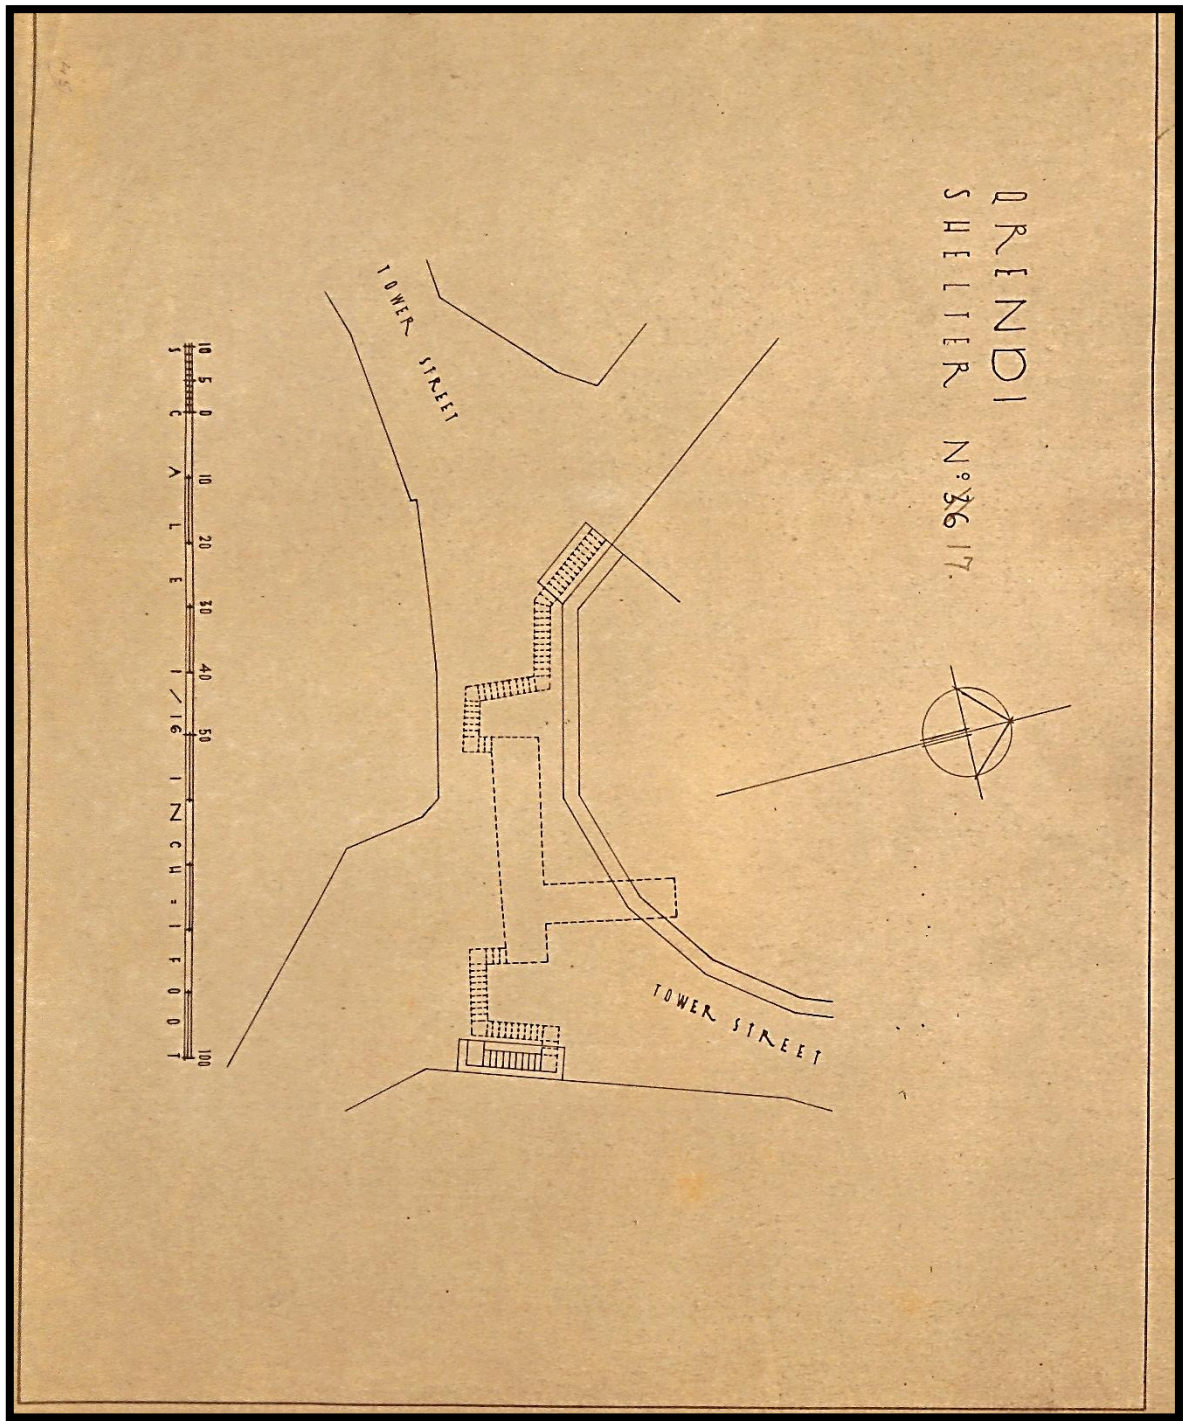 QRENDI
SHELTER Nº 36 17.
TOWER STREET
TOWER STREET
10 5 0 10 20 30 40 50 100
SCALE 1/16 INCH = 1 FOOT